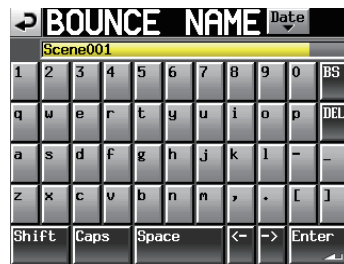 BOUNCE NAME Date
Scene001
1 2 3 4 5 6 7 8 9 0 BS
q w e r t y u i o p DEL
a s d f g h j k l - _
z x c v b n m , . [ ]
Shift Caps Space <- -> Enter